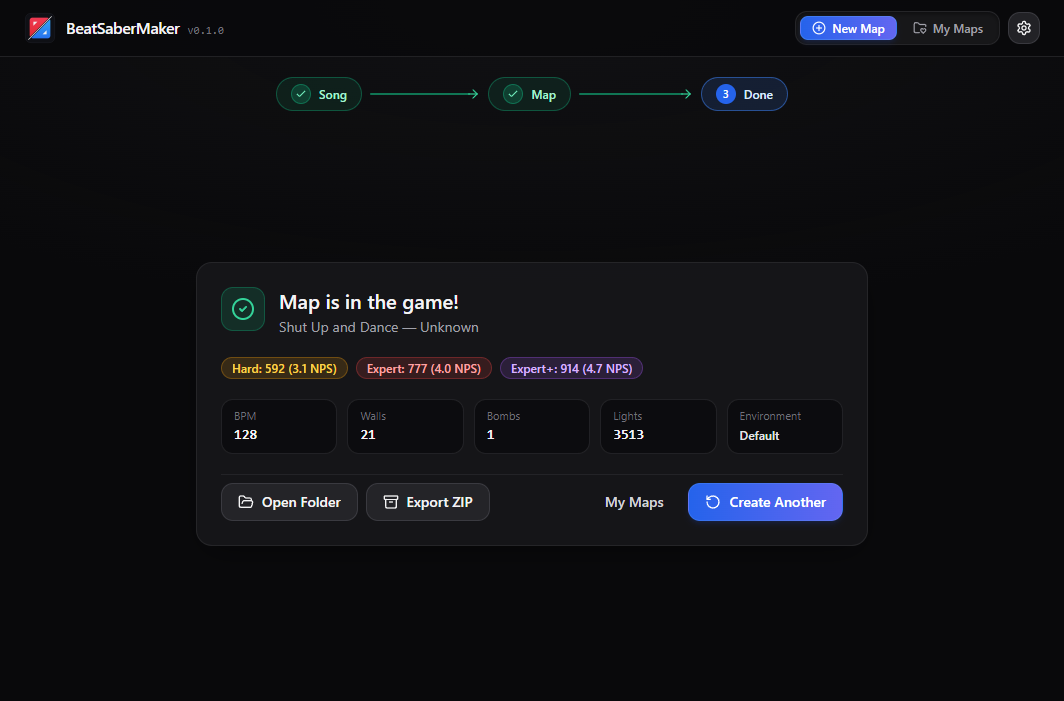 BeatSaberMaker v0.1.0
New Map
My Maps
Song
Map
3 Done
Map is in the game!
Shut Up and Dance — Unknown
Hard: 592 (3.1 NPS)
Expert: 777 (4.0 NPS)
Expert+: 914 (4.7 NPS)
BPM
128
Walls
21
Bombs
1
Lights
3513
Environment
Default
Open Folder
Export ZIP
My Maps
Create Another